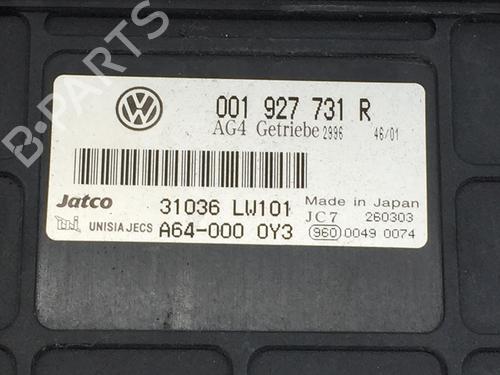 B-PARTS
001 927 731 R
AG4 Getriebe 2996 46/01
Jatco 31036 LW101 Made in Japan
JC7 260303
UNISIA JECS A64-000 0Y3 960 0049 0074